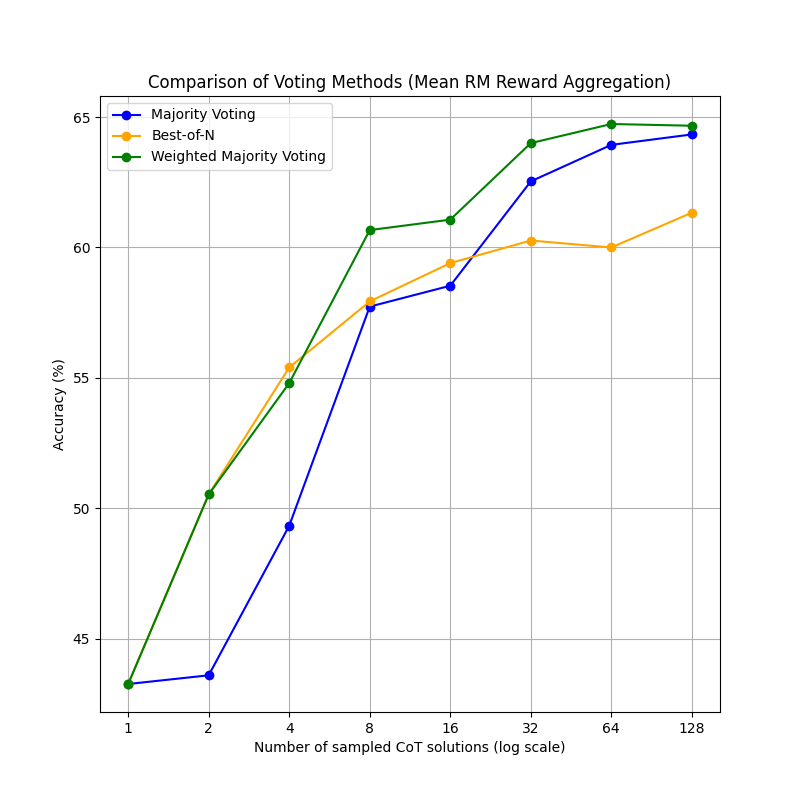 Comparison of Voting Methods (Mean RM Reward Aggregation)
Majority Voting
Best-of-N
Weighted Majority Voting
65
60
55
50
45
Accuracy (%)
1 2 4 8 16 32 64 128
Number of sampled CoT solutions (log scale)